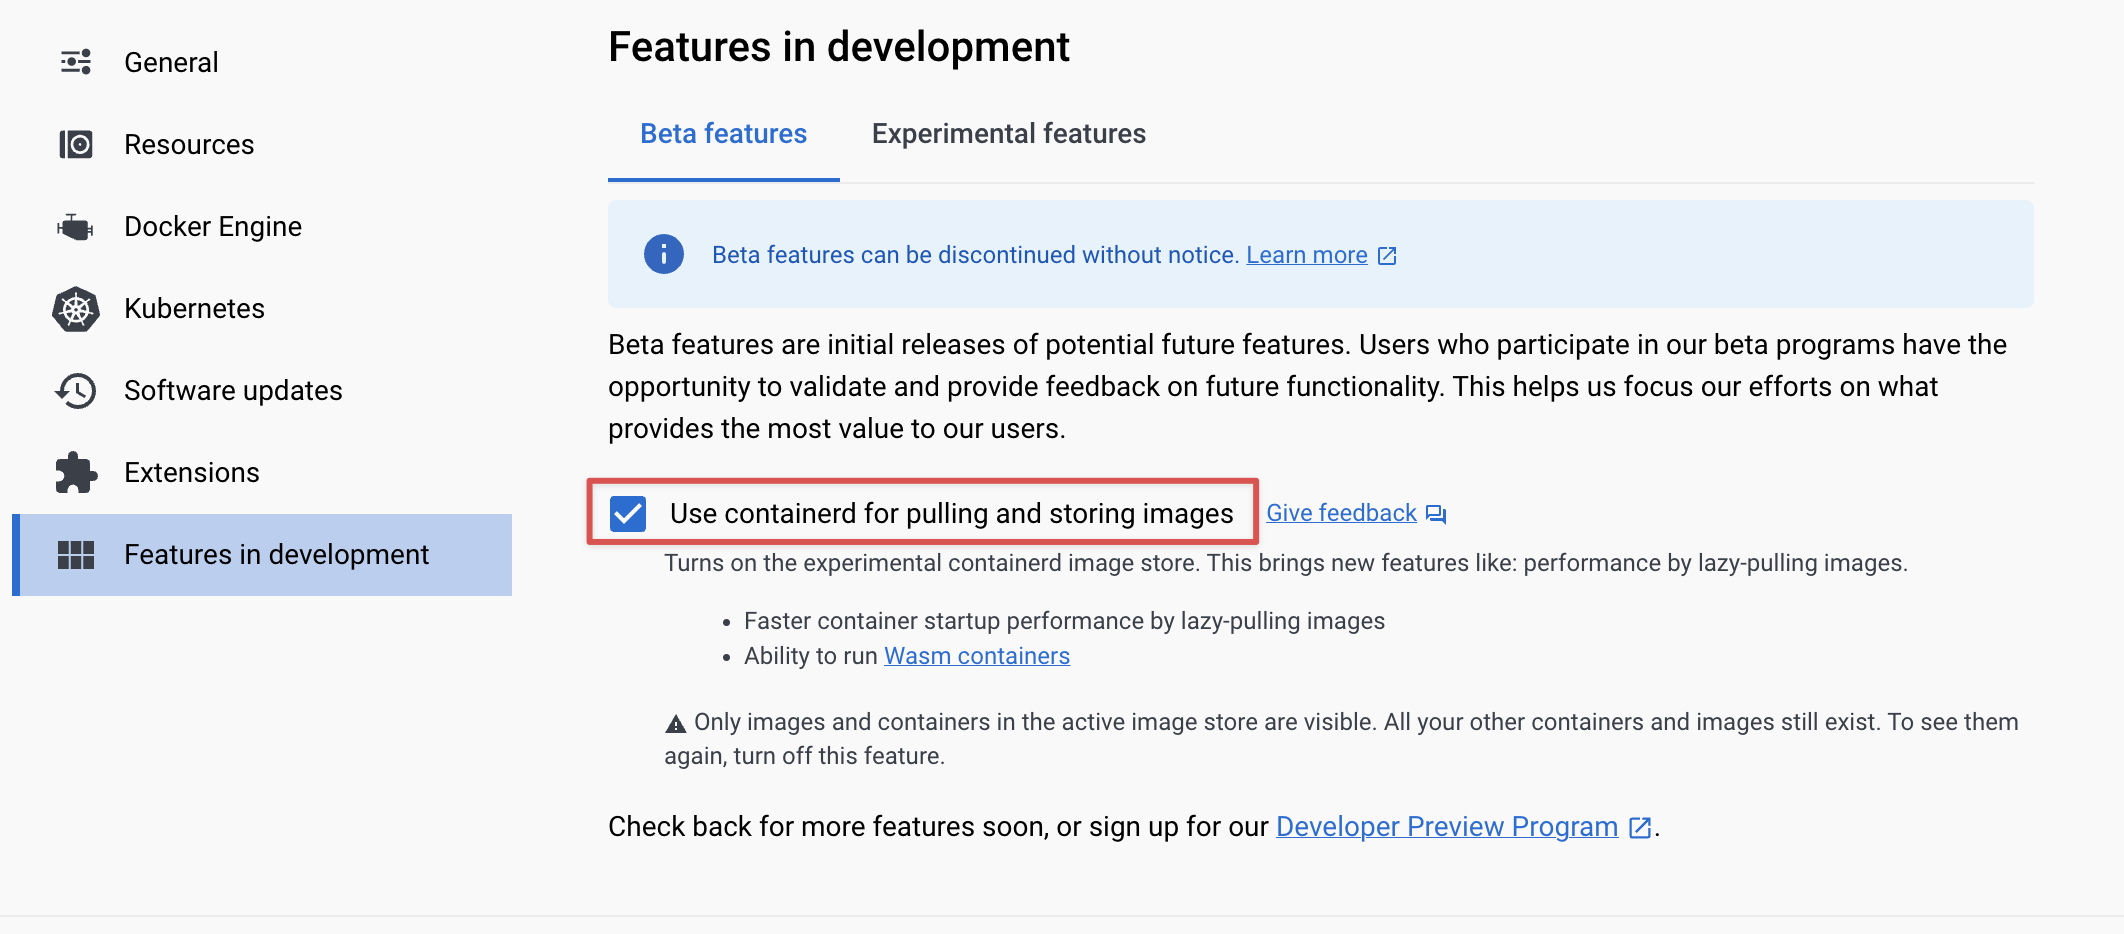 General
Resources
Docker Engine
Kubernetes
Software updates
Extensions
Features in development
Features in development
Beta features
Experimental features
Beta features can be discontinued without notice. Learn more
Beta features are initial releases of potential future features. Users who participate in our beta programs have the
opportunity to validate and provide feedback on future functionality. This helps us focus our efforts on what
provides the most value to our users.
Use containerd for pulling and storing images Give feedback
Turns on the experimental containerd image store. This brings new features like: performance by lazy-pulling images.
• Faster container startup performance by lazy-pulling images
• Ability to run Wasm containers
Only images and containers in the active image store are visible. All your other containers and images still exist. To see them
again, turn off this feature.
Check back for more features soon, or sign up for our Developer Preview Program .